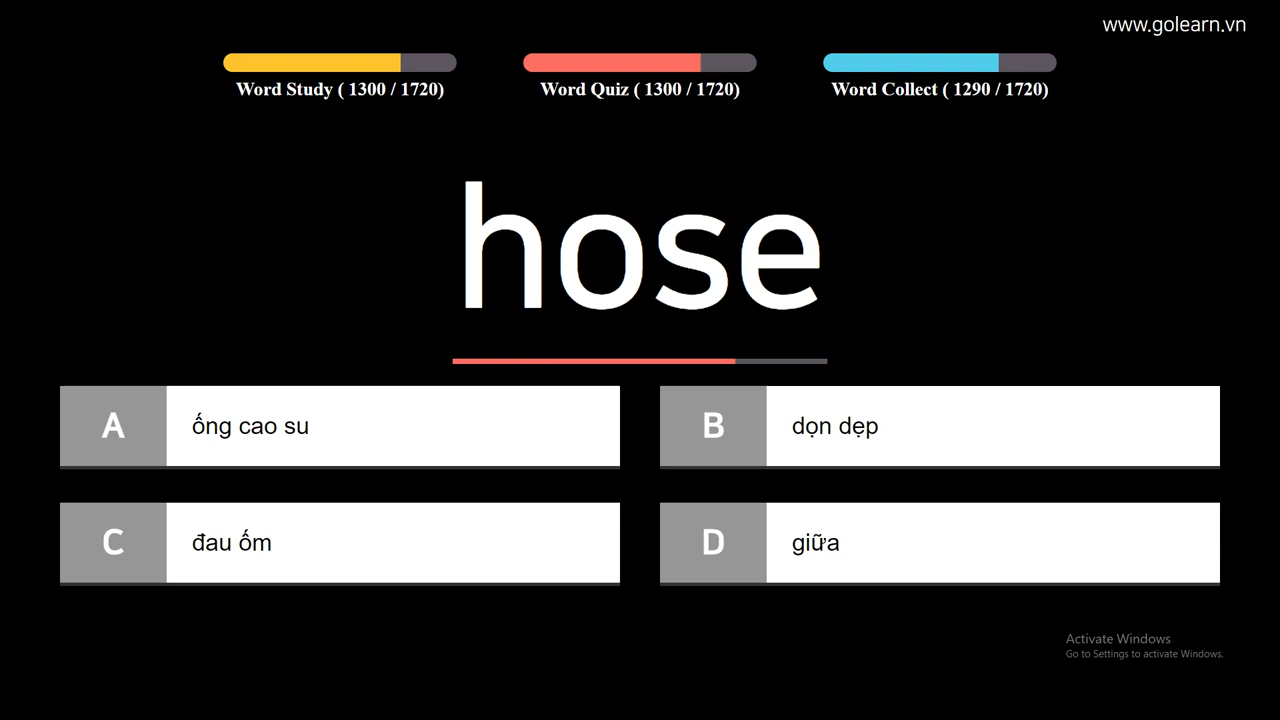 www.golearn.vn
Word Study ( 1300 / 1720)
Word Quiz ( 1300 / 1720)
Word Collect ( 1290 / 1720)
hose
A ống cao su
B dọn dẹp
C đau ốm
D giữa
Activate Windows
Go to Settings to activate Windows.